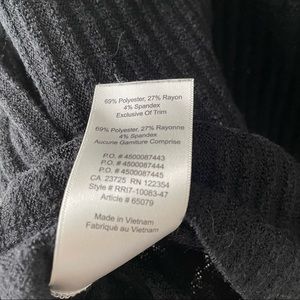 69% Polyester, 27% Rayon
4% Spandex
Exclusive Of Trim
69% Polyester, 27% Rayonne
4% Spandex
Aucune Garniture Comprise
P.O. # 4500087443
P.O. # 4500087444
P.O. # 4500087445
CA. 23725 RN 122354
Style # RRI7-10083-47
Article # 65079
Made in Vietnam
Fabriqué au Vietnam